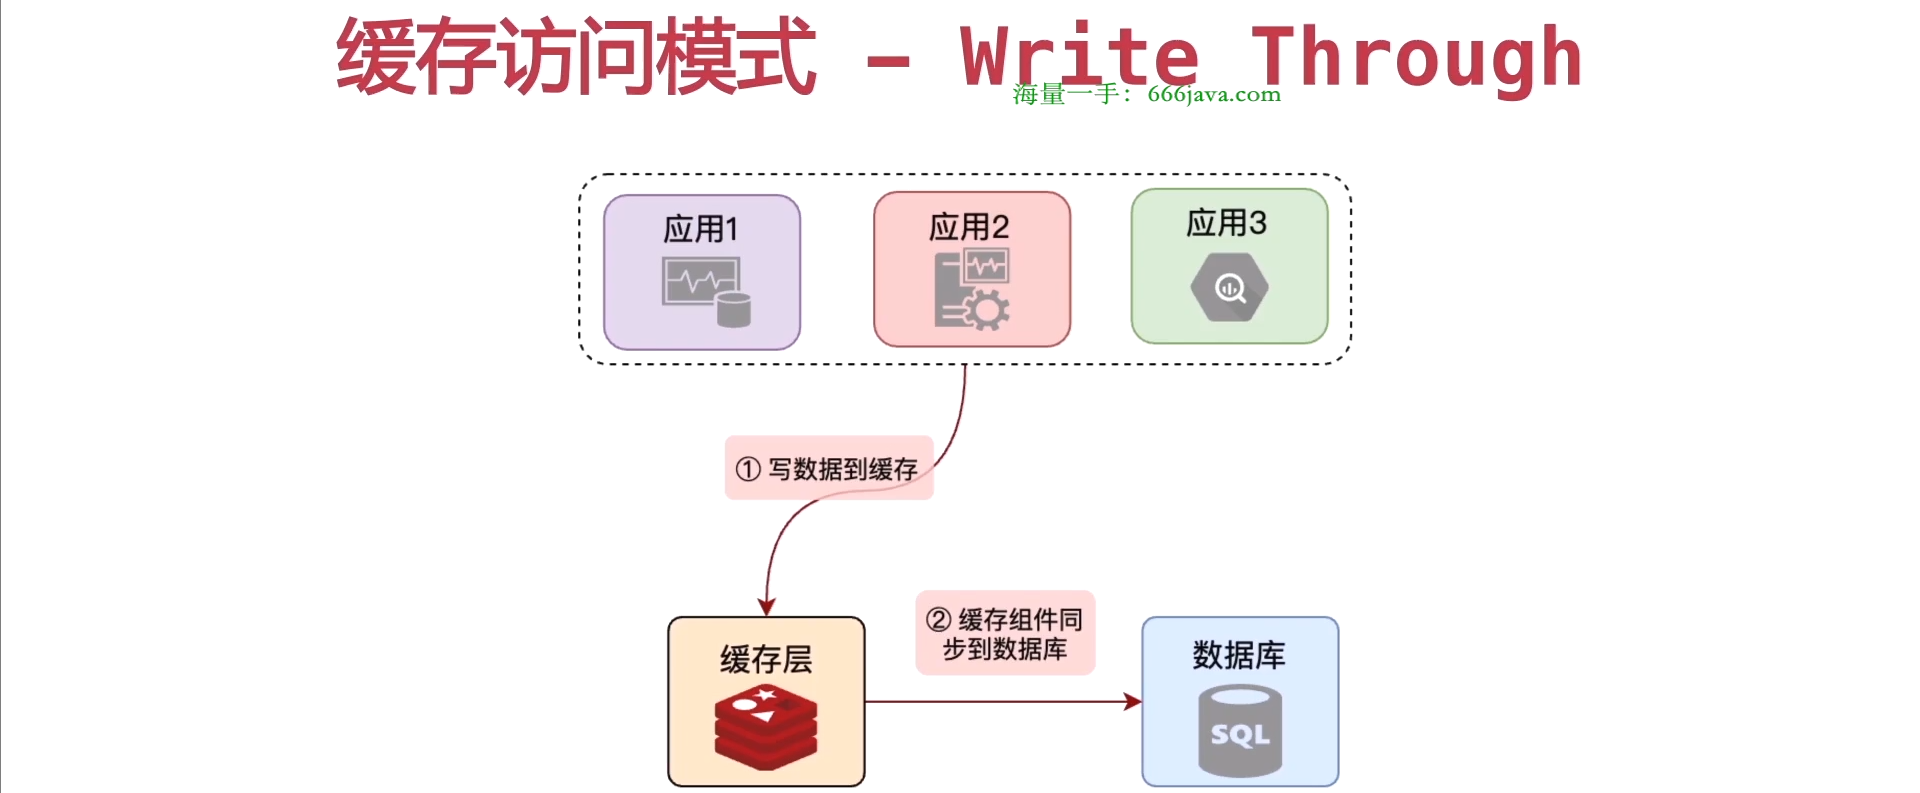 缓存访问模式 - Write Through
海量一手：666java.com
应用1
应用2
应用3
① 写数据到缓存
② 缓存组件同
步到数据库
缓存层
数据库
SQL